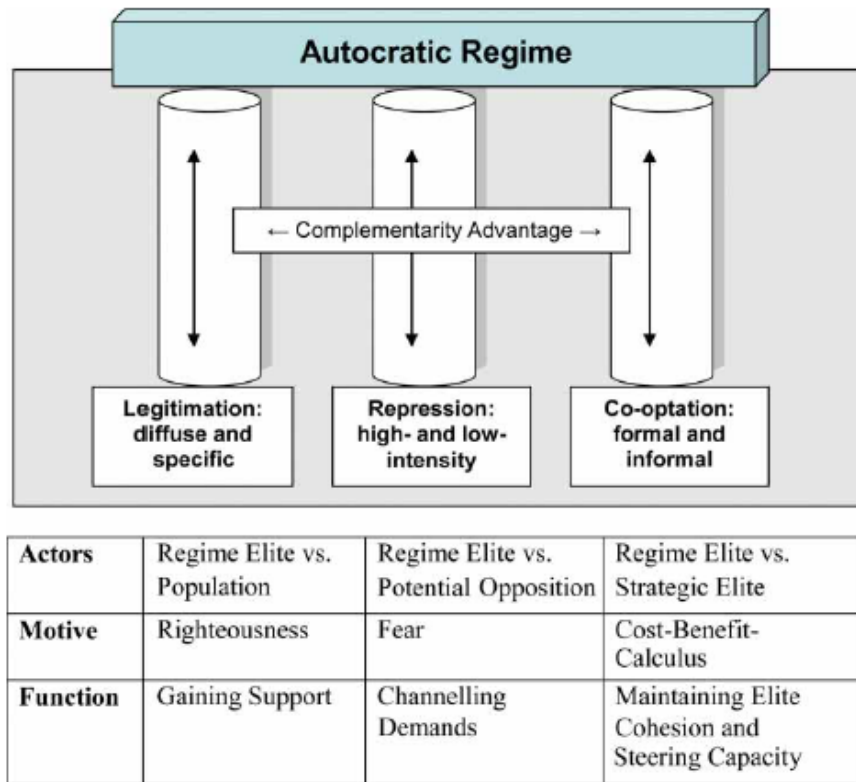 Autocratic Regime
← Complementarity Advantage →
Legitimation:
diffuse and
specific
Repression:
high- and low-
intensity
Co-optation:
formal and
informal
Actors
Regime Elite vs.
Population
Regime Elite vs.
Potential Opposition
Regime Elite vs.
Strategic Elite
Motive
Righteousness
Fear
Cost-Benefit-
Calculus
Function
Gaining Support
Channelling
Demands
Maintaining Elite
Cohesion and
Steering Capacity